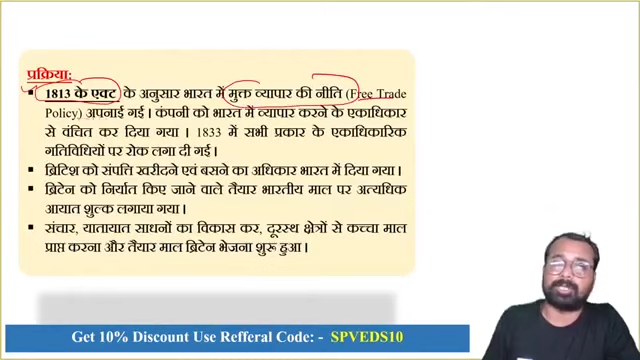 प्रक्रिया:
▪ 1813 के एक्ट के अनुसार भारत में मुक्त व्यापार की नीति (Free Trade
Policy) अपनाई गई। कंपनी को भारत में व्यापार करने के एकाधिकार
से वंचित कर दिया गया । 1833 में सभी प्रकार के एकाधिकारिक
गतिविधियों पर रोक लगा दी गई।
▪ ब्रिटिश को संपत्ति खरीदने एवं बसने का अधिकार भारत में दिया गया।
▪ ब्रिटेन को निर्यात किए जाने वाले तैयार भारतीय माल पर अत्यधिक
आयात शुल्क लगाया गया।
▪ संचार, यातायात साधनों का विकास कर, दूरस्थ क्षेत्रों से कच्चा माल
प्राप्त करना और तैयार माल ब्रिटेन भेजना शुरू हुआ ।
Get 10% Discount Use Refferal Code: - SPVEDS10